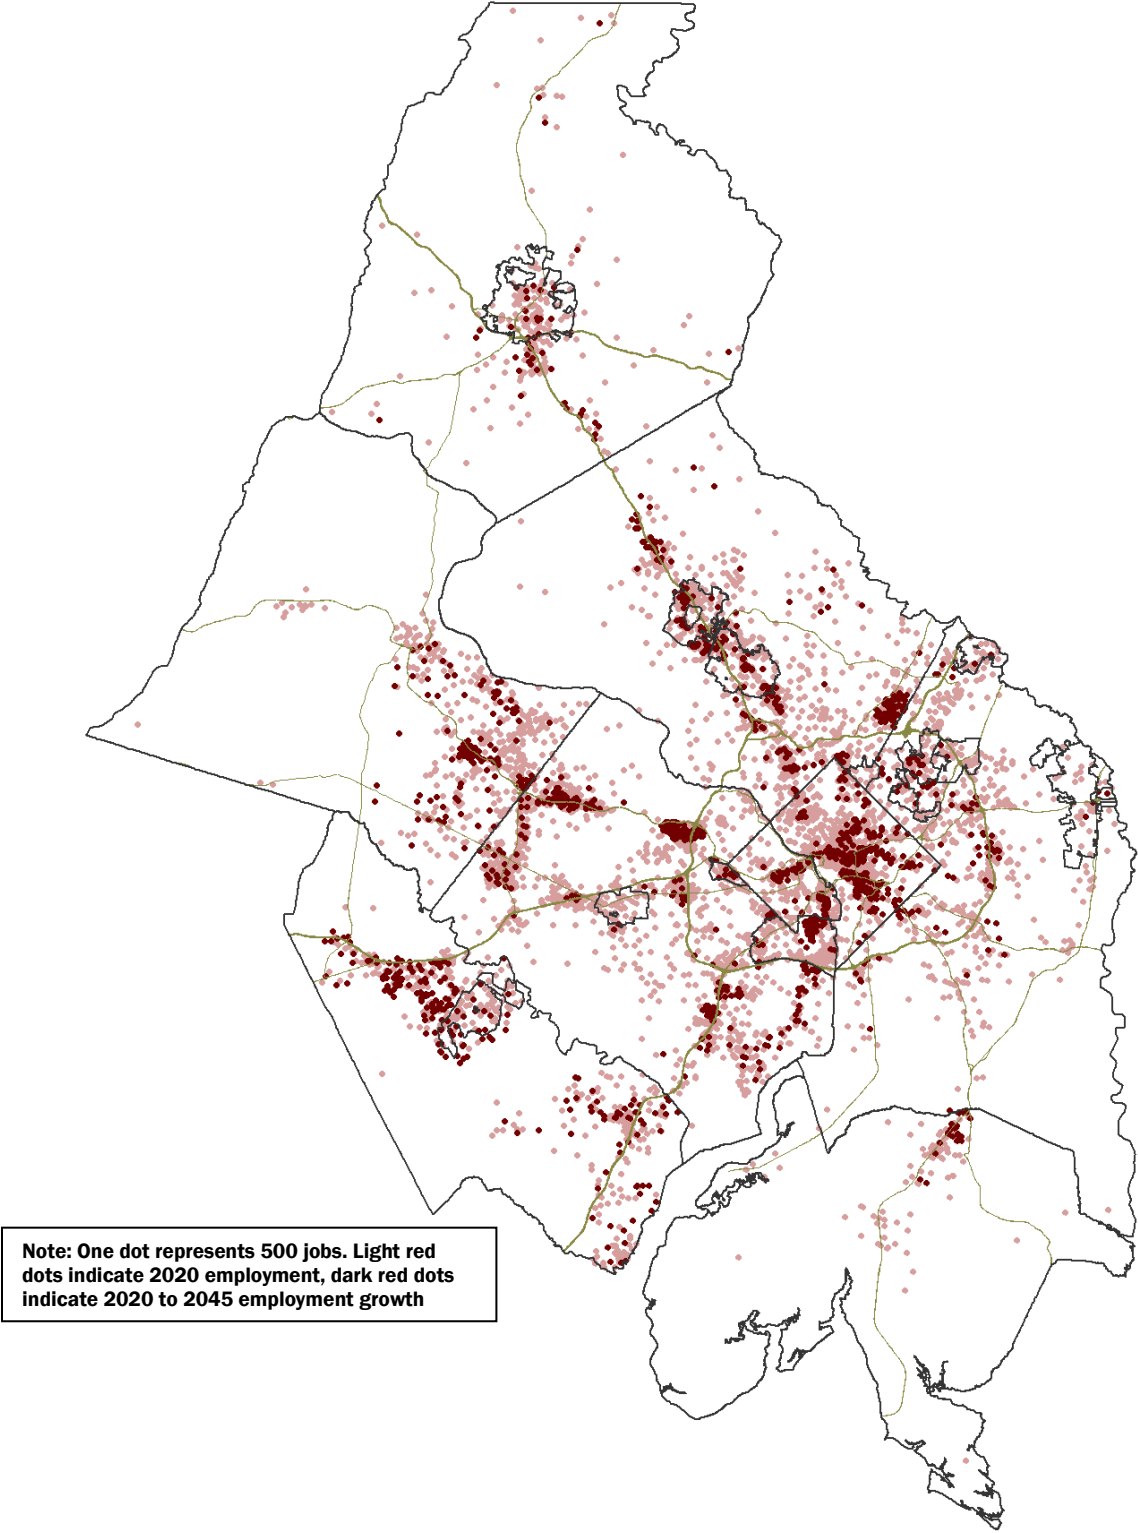 Note: One dot represents 500 jobs. Light red
dots indicate 2020 employment, dark red dots
indicate 2020 to 2045 employment growth